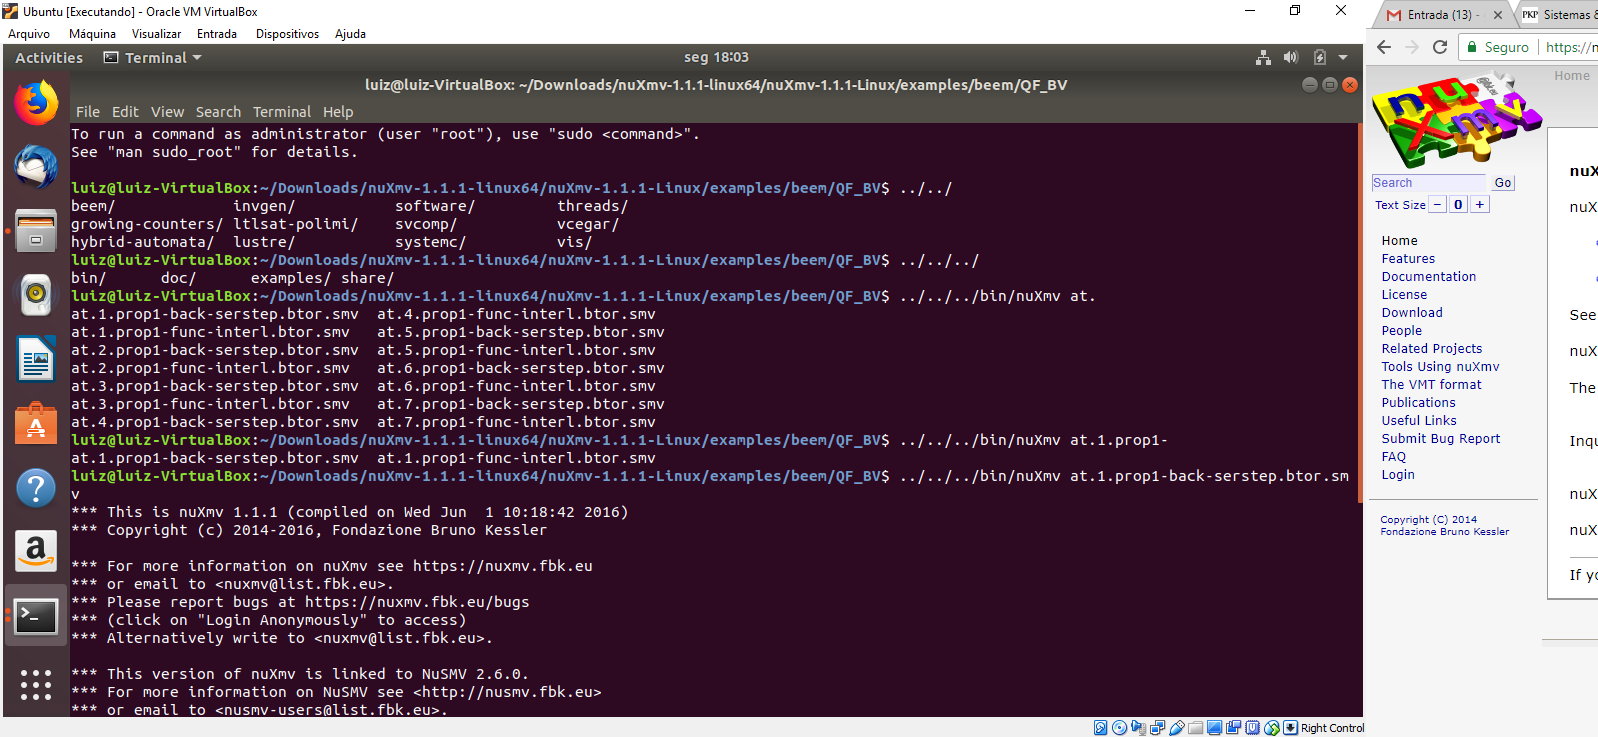 Ubuntu [Executando] - Oracle VM VirtualBox
Arquivo Máquina Visualizar Entrada Dispositivos Ajuda
Activities Terminal seg 18:03
luiz@luiz-VirtualBox: ~/Downloads/nuXmv-1.1.1-linux64/nuXmv-1.1.1-Linux/examples/beem/QF_BV
File Edit View Search Terminal Help
To run a command as administrator (user "root"), use "sudo <command>".
See "man sudo_root" for details.
luiz@luiz-VirtualBox:~/Downloads/nuXmv-1.1.1-linux64/nuXmv-1.1.1-Linux/examples/beem/QF_BV$ ../../
beem/ invgen/ software/ threads/
growing-counters/ ltlsat-polimi/ svcomp/ vcegar/
hybrid-automata/ lustre/ systemc/ vis/
luiz@luiz-VirtualBox:~/Downloads/nuXmv-1.1.1-linux64/nuXmv-1.1.1-Linux/examples/beem/QF_BV$ ../../../
bin/ doc/ examples/ share/
luiz@luiz-VirtualBox:~/Downloads/nuXmv-1.1.1-linux64/nuXmv-1.1.1-Linux/examples/beem/QF_BV$ ../../../bin/nuXmv at.
at.1.prop1-back-serstep.btor.smv at.4.prop1-func-interl.btor.smv
at.1.prop1-func-interl.btor.smv at.5.prop1-back-serstep.btor.smv
at.2.prop1-back-serstep.btor.smv at.5.prop1-func-interl.btor.smv
at.2.prop1-func-interl.btor.smv at.6.prop1-back-serstep.btor.smv
at.3.prop1-back-serstep.btor.smv at.6.prop1-func-interl.btor.smv
at.3.prop1-func-interl.btor.smv at.7.prop1-back-serstep.btor.smv
at.4.prop1-back-serstep.btor.smv at.7.prop1-func-interl.btor.smv
luiz@luiz-VirtualBox:~/Downloads/nuXmv-1.1.1-linux64/nuXmv-1.1.1-Linux/examples/beem/QF_BV$ ../../../bin/nuXmv at.1.prop1-
at.1.prop1-back-serstep.btor.smv at.1.prop1-func-interl.btor.smv
luiz@luiz-VirtualBox:~/Downloads/nuXmv-1.1.1-linux64/nuXmv-1.1.1-Linux/examples/beem/QF_BV$ ../../../bin/nuXmv at.1.prop1-back-serstep.btor.sm
v
*** This is nuXmv 1.1.1 (compiled on Wed Jun  1 10:18:42 2016)
*** Copyright (c) 2014-2016, Fondazione Bruno Kessler
*** For more information on nuXmv see https://nuxmv.fbk.eu
*** or email to <nuxmv@list.fbk.eu>.
*** Please report bugs at https://nuxmv.fbk.eu/bugs
*** (click on "Login Anonymously" to access)
*** Alternatively write to <nuxmv@list.fbk.eu>.
*** This version of nuXmv is linked to NuSMV 2.6.0.
*** For more information on NuSMV see <http://nusmv.fbk.eu>
*** or email to <nusmv-users@list.fbk.eu>.
Right Control
Entrada (13) - PKP Sistemas &
Seguro https://n
Home
nuXmv
Search Go
Text Size - 0 +
Home
Features
Documentation
License
Download
People
Related Projects
Tools Using nuXmv
The VMT format
Publications
Useful Links
Submit Bug Report
FAQ
Login
Copyright (C) 2014
Fondazione Bruno Kessler
nuX
nuX
See
nuX
The
Inqu
nuX
nuX
If yo